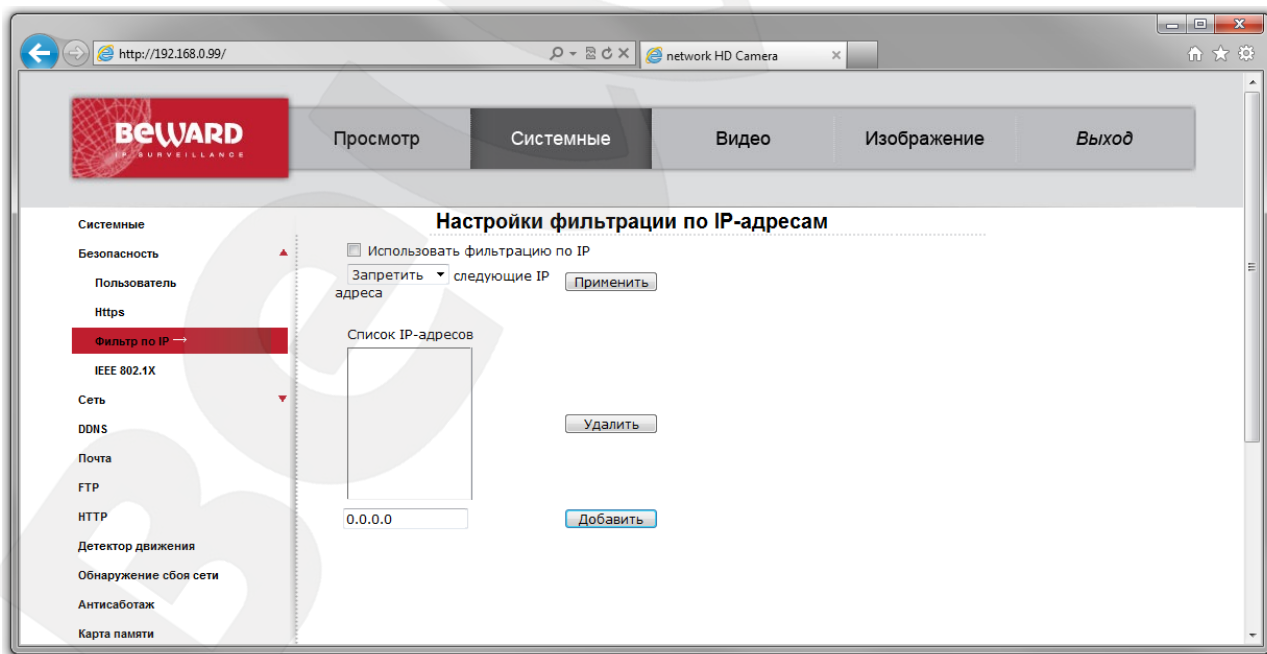 http://192.168.0.99/
network HD Camera
BEWARD
IP SURVEILLANCE
Просмотр
Системные
Видео
Изображение
Выход
Настройки фильтрации по IP-адресам
Системные
Безопасность
Пользователь
Https
Фильтр по IP →
IEEE 802.1X
Сеть
DDNS
Почта
FTP
HTTP
Детектор движения
Обнаружение сбоя сети
Антисаботаж
Карта памяти
Использовать фильтрацию по IP
Запретить следующие IP
адреса
Применить
Список IP-адресов
Удалить
0.0.0.0
Добавить